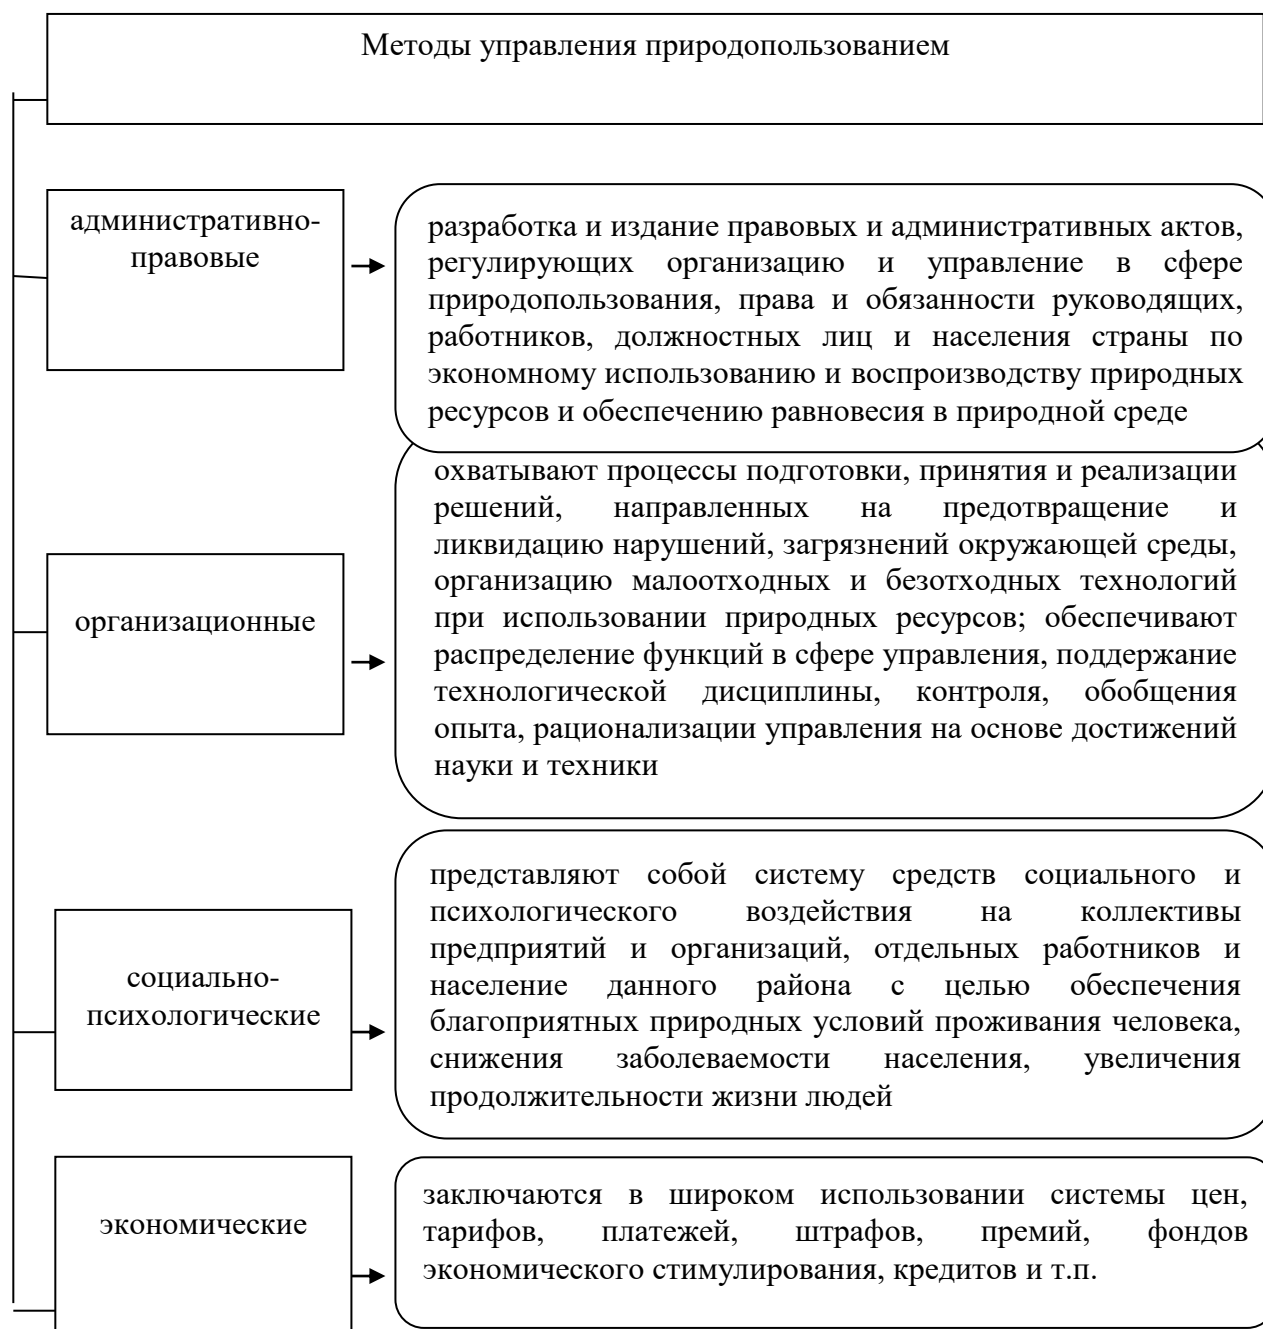 Методы управления природопользованием
административно-
правовые
разработка и издание правовых и административных актов,
регулирующих организацию и управление в сфере
природопользования, права и обязанности руководящих,
работников, должностных лиц и населения страны по
экономному использованию и воспроизводству природных
ресурсов и обеспечению равновесия в природной среде
организационные
охватывают процессы подготовки, принятия и реализации
решений, направленных на предотвращение и
ликвидацию нарушений, загрязнений окружающей среды,
организацию малоотходных и безотходных технологий
при использовании природных ресурсов; обеспечивают
распределение функций в сфере управления, поддержание
технологической дисциплины, контроля, обобщения
опыта, рационализации управления на основе достижений
науки и техники
социально-
психологические
представляют собой систему средств социального и
психологического воздействия на коллективы
предприятий и организаций, отдельных работников и
население данного района с целью обеспечения
благоприятных природных условий проживания человека,
снижения заболеваемости населения, увеличения
продолжительности жизни людей
экономические
заключаются в широком использовании системы цен,
тарифов, платежей, штрафов, премий, фондов
экономического стимулирования, кредитов и т.п.